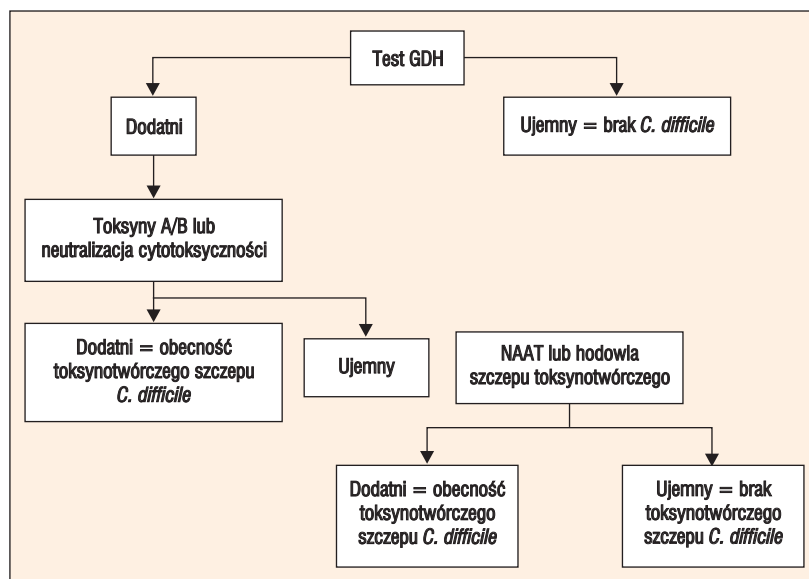 Test GDH
Dodatni
Ujemny = brak C. difficile
Toksyny A/B lub
neutralizacja cytotoksyczności
Dodatni = obecność
toksynotwórczego szczepu
C. difficile
Ujemny
NAAT lub hodowla
szczepu toksynotwórczego
Dodatni = obecność
toksynotwórczego
szczepu C. difficile
Ujemny = brak
toksynotwórczego
szczepu C. difficile